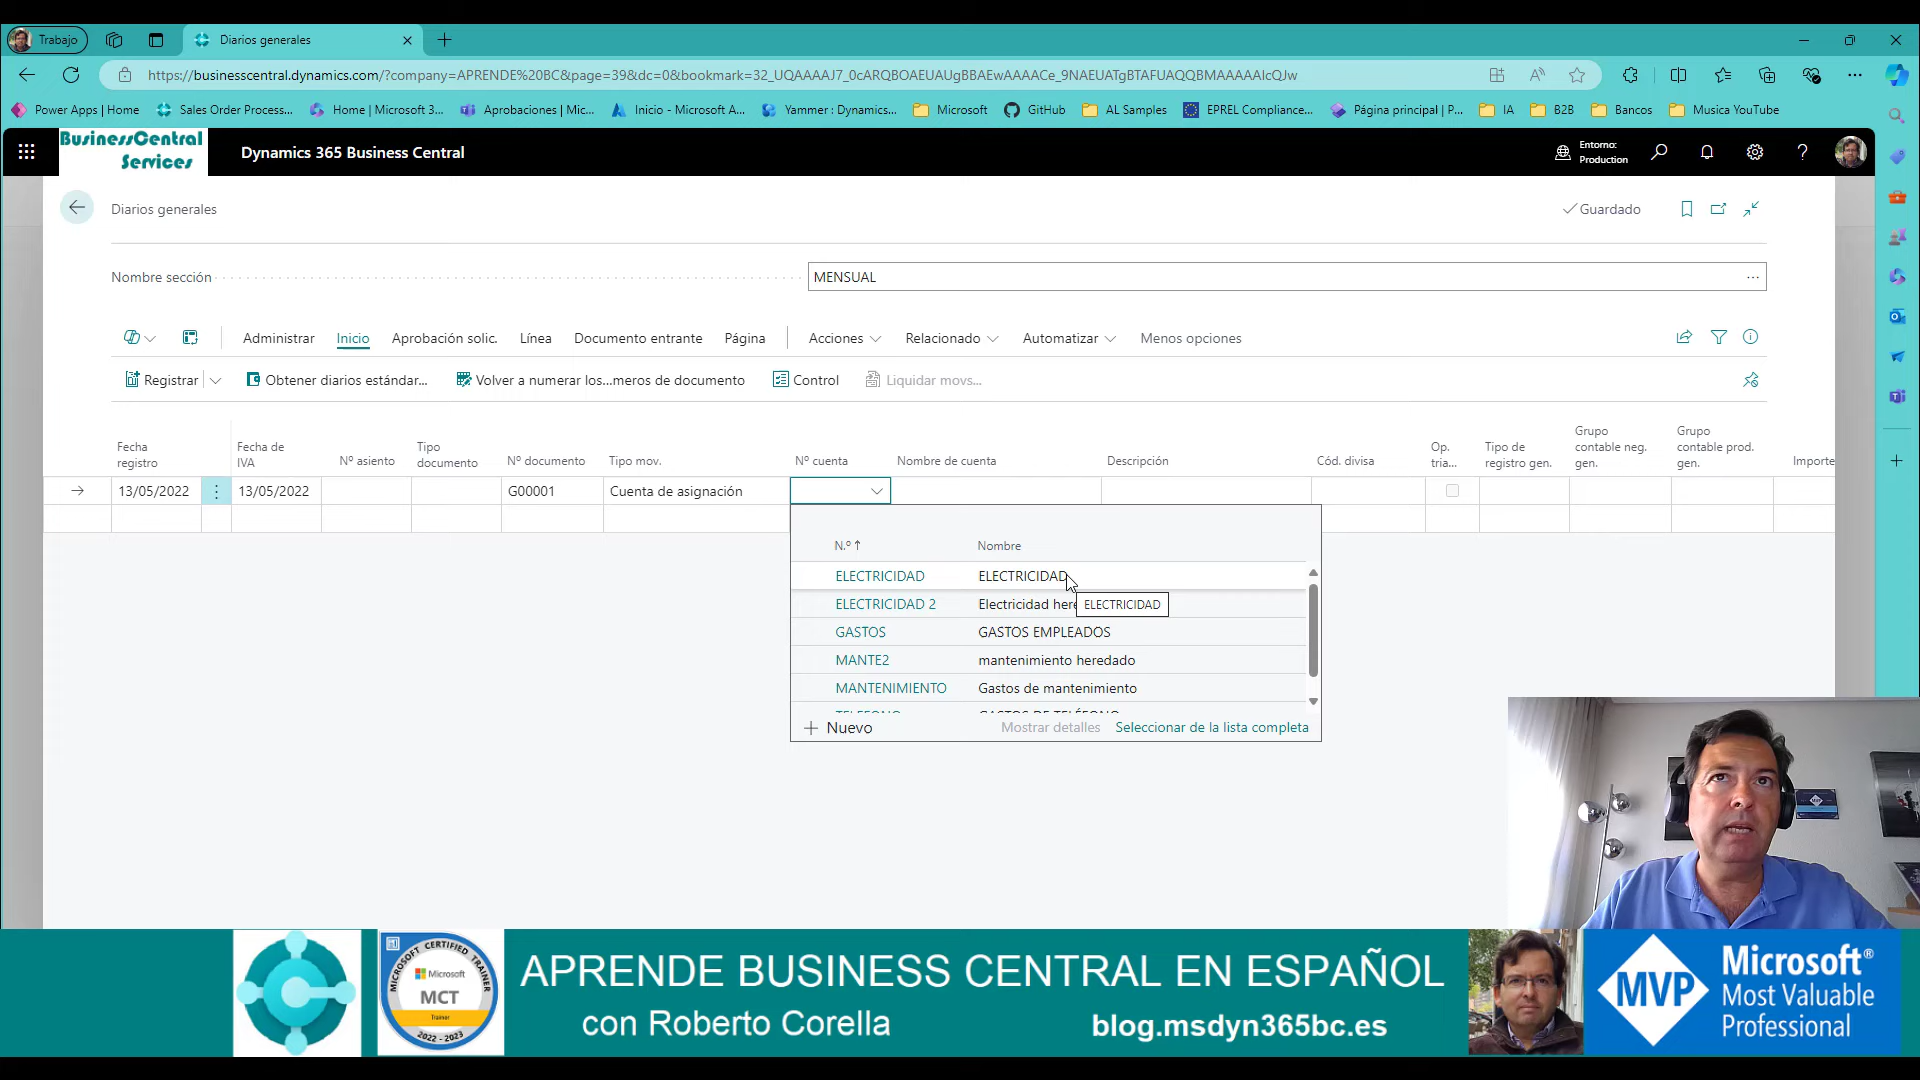 Trabajo
Diarios generales
https://businesscentral.dynamics.com/?company=APRENDE%20BC&page=39&dc=0&bookmark=32_UQAAAAJ7_0cARQBOAEUAUgBBAEwAAAACe_9NAEUATgBTAFUAQQBMAAAAAIcQJw
Power Apps | Home
Sales Order Process...
Home | Microsoft 3...
Aprobaciones | Mic...
Inicio - Microsoft A...
Yammer : Dynamics...
Microsoft
GitHub
AL Samples
EPREL Compliance...
Página principal | P...
IA
B2B
Bancos
Musica YouTube
BusinessCentral
Services
Dynamics 365 Business Central
Entorno:
Production
Diarios generales
Guardado
Nombre sección
MENSUAL
Administrar
Inicio
Aprobación solic.
Línea
Documento entrante
Página
Acciones
Relacionado
Automatizar
Menos opciones
Registrar
Obtener diarios estándar...
Volver a numerar los...meros de documento
Control
Liquidar movs...
Fecha registro
Fecha de IVA
Nº asiento
Tipo documento
Nº documento
Tipo mov.
Nº cuenta
Nombre de cuenta
Descripción
Cód. divisa
Op. tria...
Tipo de registro gen.
Grupo contable neg. gen.
Grupo contable prod. gen.
Importe
13/05/2022
13/05/2022
G00001
Cuenta de asignación
N.º ↑
Nombre
ELECTRICIDAD
ELECTRICIDAD
ELECTRICIDAD 2
Electricidad here
ELECTRICIDAD
GASTOS
GASTOS EMPLEADOS
MANTE2
mantenimiento heredado
MANTENIMIENTO
Gastos de mantenimiento
TELEFONO
GASTOS DE TELÉFONO
Nuevo
Mostrar detalles
Seleccionar de la lista completa
MICROSOFT CERTIFIED TRAINER
Microsoft
MCT
Trainer
2022 - 2023
APRENDE BUSINESS CENTRAL EN ESPAÑOL
con Roberto Corella
blog.msdyn365bc.es
MVP
Microsoft®
Most Valuable
Professional